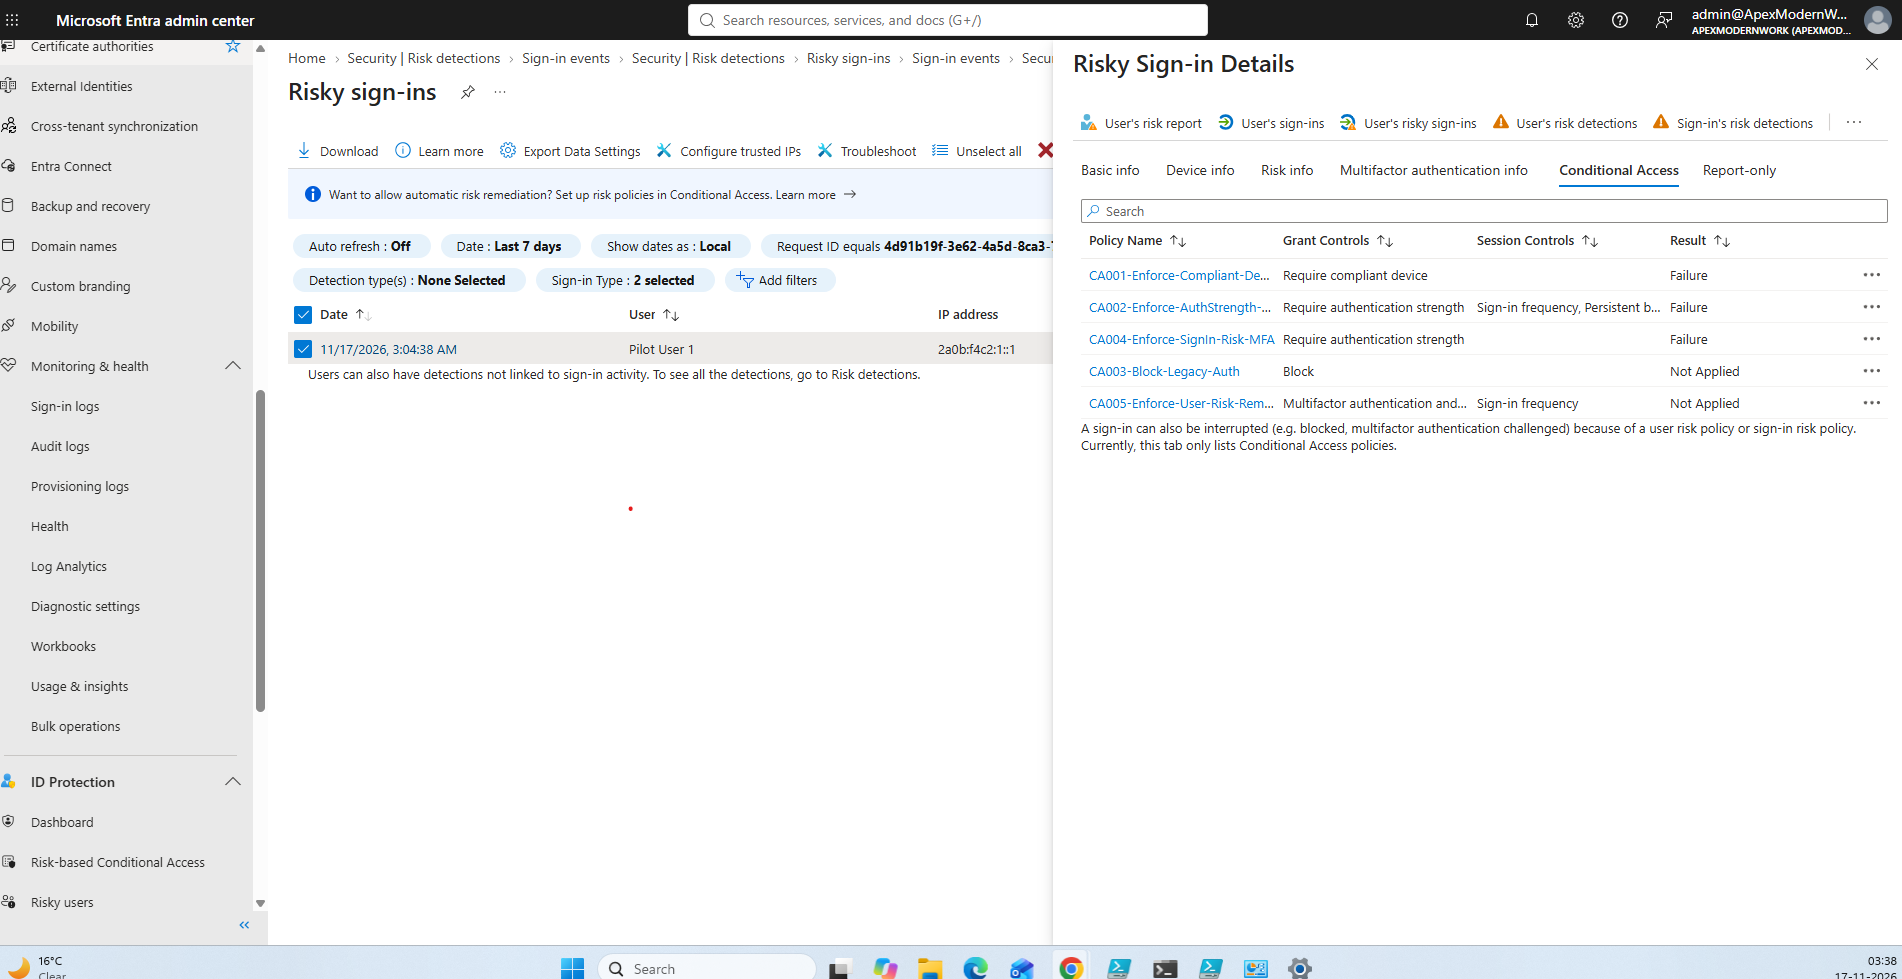 Microsoft Entra admin center
Search resources, services, and docs (G+/)
admin@ApexModernW...
APEXMODERNWORK (APEXMOD...
Certificate authorities
External Identities
Cross-tenant synchronization
Entra Connect
Backup and recovery
Domain names
Custom branding
Mobility
Monitoring & health
Sign-in logs
Audit logs
Provisioning logs
Health
Log Analytics
Diagnostic settings
Workbooks
Usage & insights
Bulk operations
ID Protection
Dashboard
Risk-based Conditional Access
Risky users
Home > Security | Risk detections > Sign-in events > Security | Risk detections > Risky sign-ins > Sign-in events > Secur
Risky sign-ins
Download Learn more Export Data Settings Configure trusted IPs Troubleshoot Unselect all
Want to allow automatic risk remediation? Set up risk policies in Conditional Access. Learn more →
Auto refresh : Off Date : Last 7 days Show dates as : Local Request ID equals 4d91b19f-3e62-4a5d-8ca3-
Detection type(s) : None Selected Sign-in Type : 2 selected Add filters
Date ↑↓ User ↑↓ IP address
11/17/2026, 3:04:38 AM Pilot User 1 2a0b:f4c2:1::1
Users can also have detections not linked to sign-in activity. To see all the detections, go to Risk detections.
Risky Sign-in Details
User's risk report User's sign-ins User's risky sign-ins User's risk detections Sign-in's risk detections
Basic info Device info Risk info Multifactor authentication info Conditional Access Report-only
Search
Policy Name ↑↓ Grant Controls ↑↓ Session Controls ↑↓ Result ↑↓
CA001-Enforce-Compliant-De... Require compliant device Failure
CA002-Enforce-AuthStrength-... Require authentication strength Sign-in frequency, Persistent b... Failure
CA004-Enforce-SignIn-Risk-MFA Require authentication strength Failure
CA003-Block-Legacy-Auth Block Not Applied
CA005-Enforce-User-Risk-Rem... Multifactor authentication and... Sign-in frequency Not Applied
A sign-in can also be interrupted (e.g. blocked, multifactor authentication challenged) because of a user risk policy or sign-in risk policy.
Currently, this tab only lists Conditional Access policies.
16°C
Clear
Search
03:38
17-11-2026